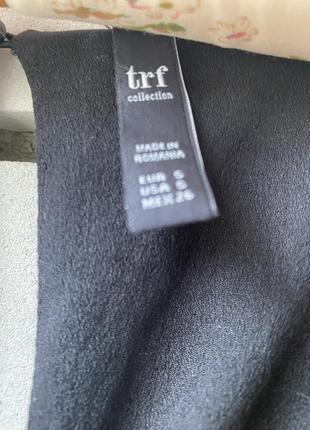 trf
collection
MADE IN
ROMANIA
EUR S
USA S
MEX 26